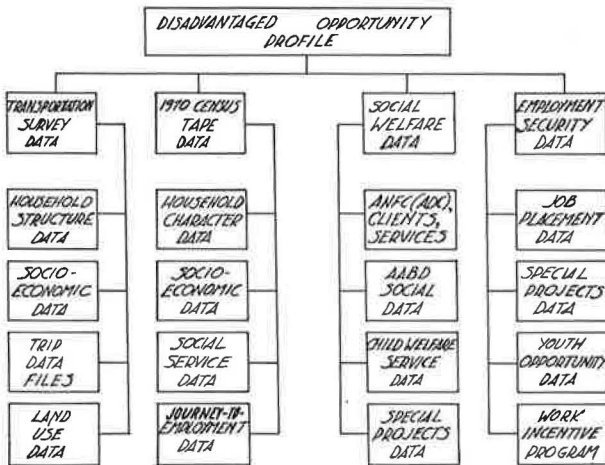 DISADVANTAGED OPPORTUNITY
PROFILE
TRANSPORTATION
SURVEY
DATA
HOUSEHOLD
STRUCTURE
DATA
SOCIO-
ECONOMIC
DATA
TRIP
DATA
FILES
LAND
USE
DATA
1970 CENSUS
TAPE
DATA
HOUSEHOLD
CHARACTER
DATA
SOCIO-
ECONOMIC
DATA
SOCIAL
SERVICE
DATA
JOURNEY-TO-
EMPLOYMENT
DATA
SOCIAL
WELFARE
DATA
ANFC(ADC),
CLIENTS,
SERVICES
AABD
SOCIAL
DATA
CHILD WELFARE
SERVICE
DATA
SPECIAL
PROJECTS
DATA
EMPLOYMENT
SECURITY
DATA
JOB
PLACEMENT
DATA
SPECIAL
PROJECTS
DATA
YOUTH
OPPORTUNITY
DATA
WORK
INCENTIVE
PROGRAM